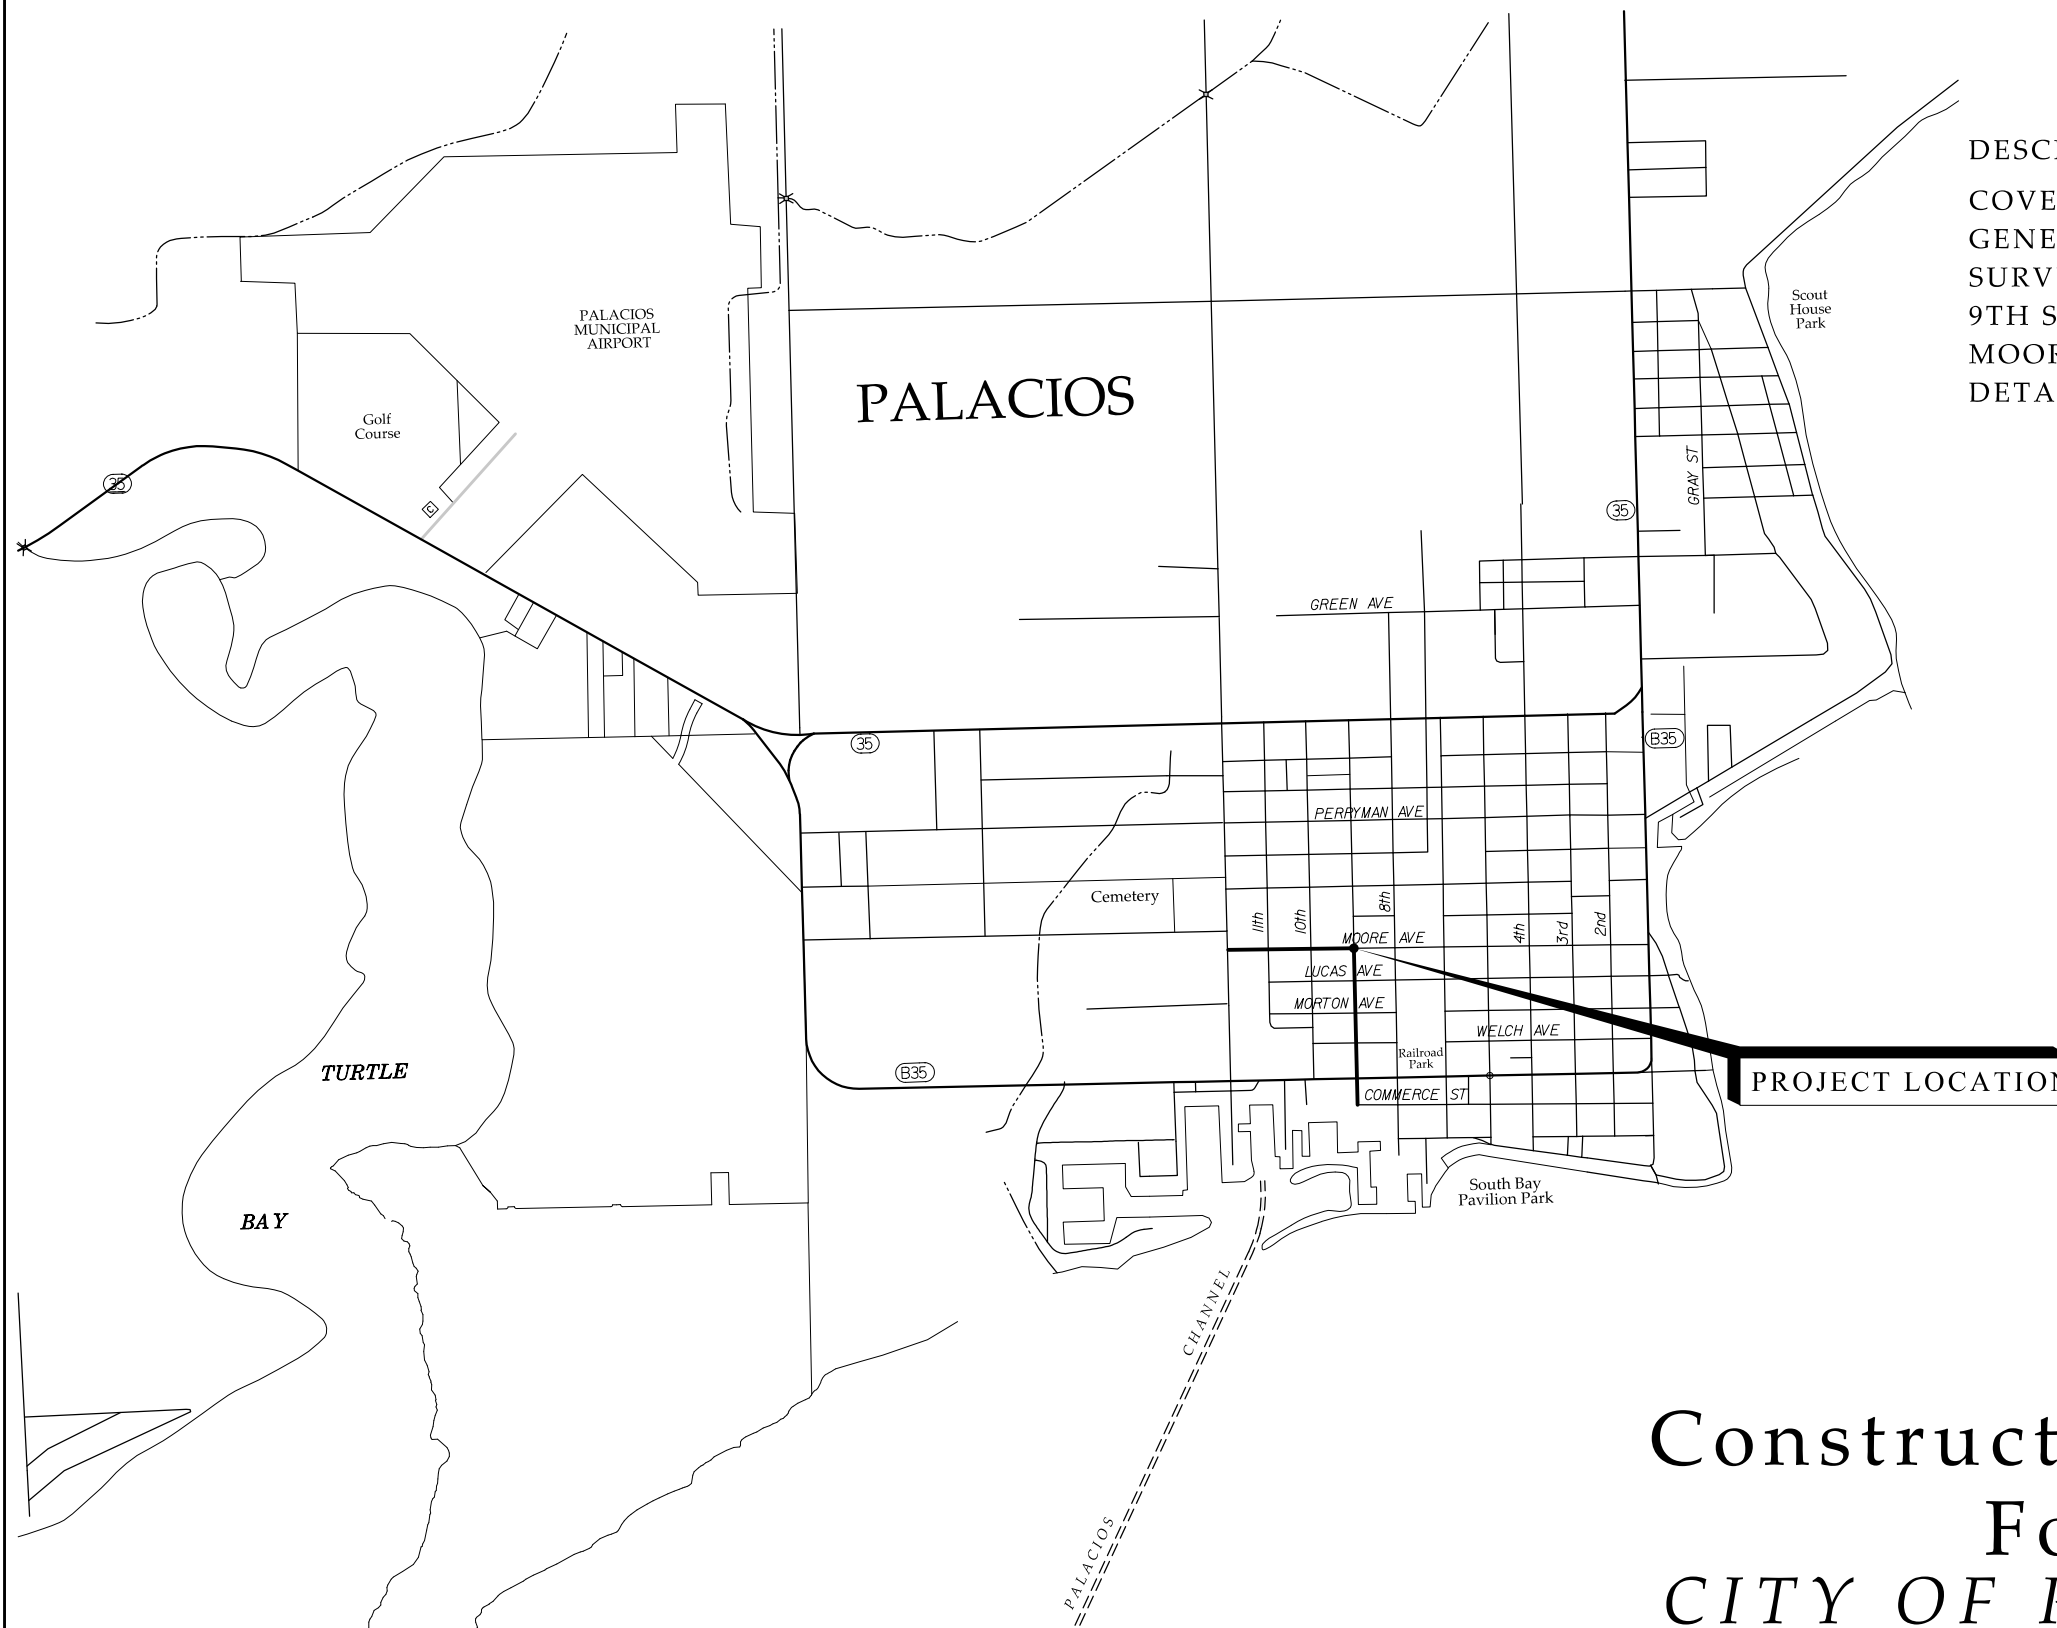 DESC
COVE
GENE
SURV
9TH S
MOOR
DETA
Scout
House
Park
PALACIOS
MUNICIPAL
AIRPORT
PALACIOS
Golf
Course
35
C
GRAY ST
35
GREEN AVE
35
B35
PERRYMAN AVE
Cemetery
11th
10th
8th
4th
3rd
2nd
MOORE AVE
LUCAS AVE
MORTON AVE
WELCH AVE
Railroad
Park
B35
COMMERCE ST
PROJECT LOCATION
TURTLE
BAY
South Bay
Pavilion Park
PALACIOS CHANNEL
Construct
Fo
CITY OF